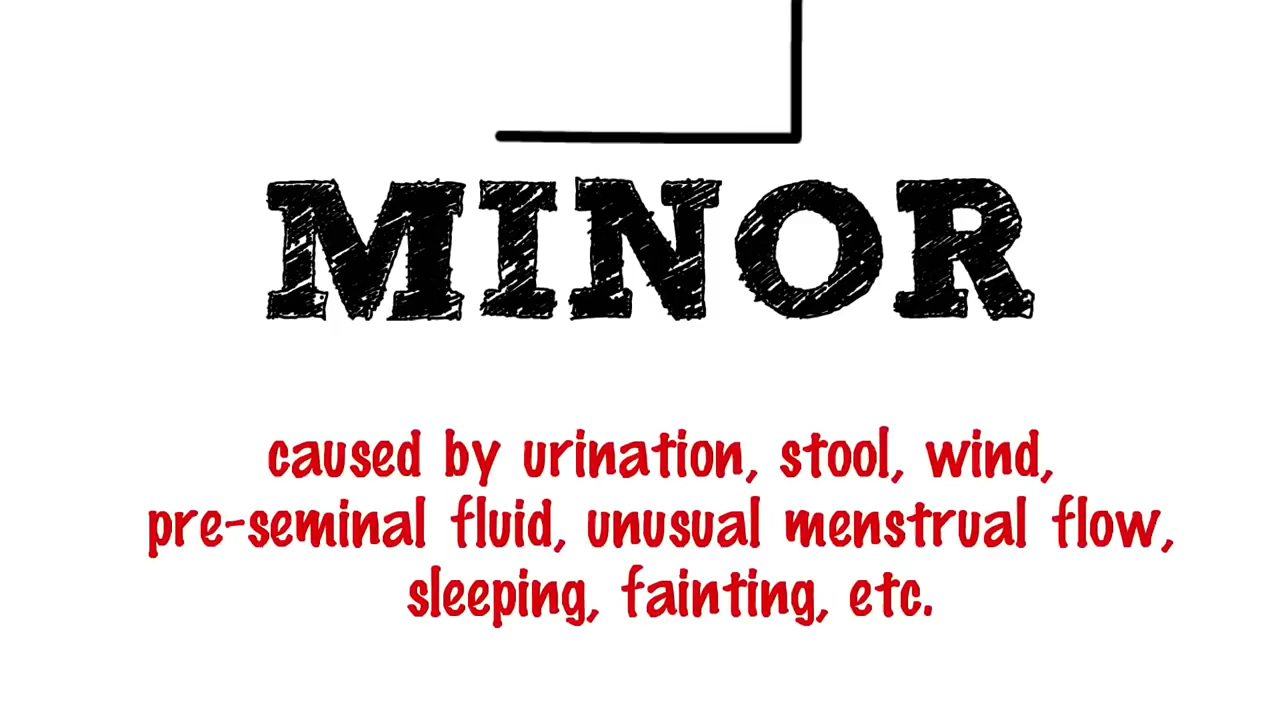 MINOR
caused by urination, stool, wind,
pre-seminal fluid, unusual menstrual flow,
sleeping, fainting, etc.